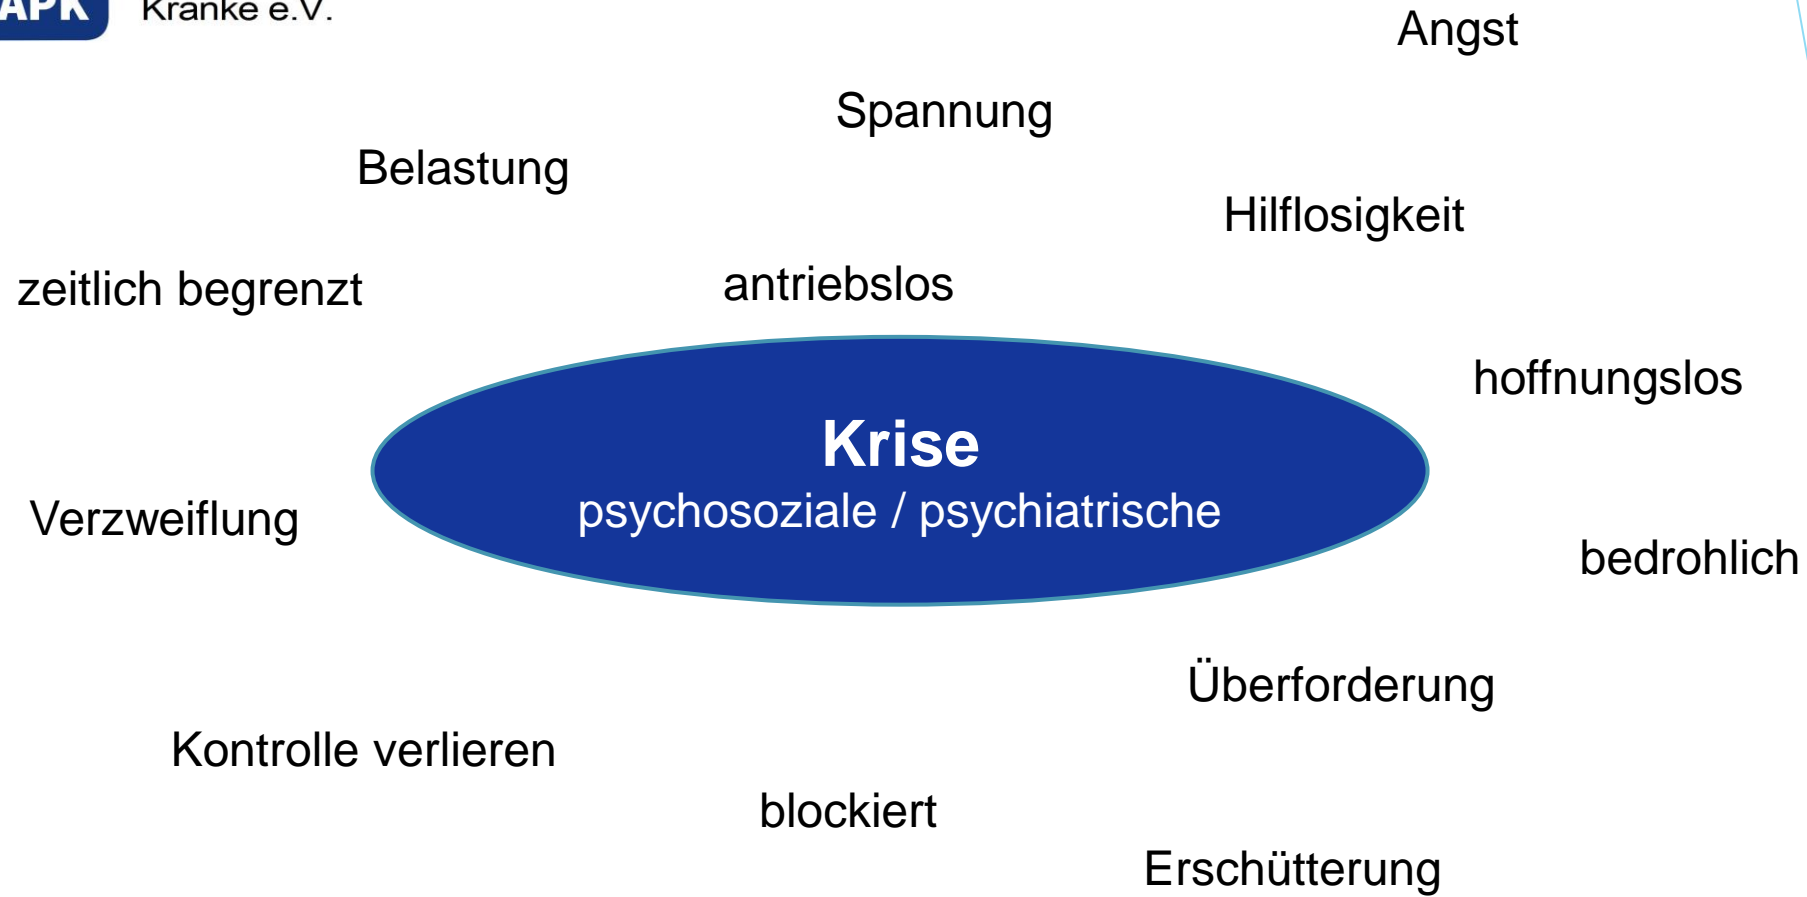 APK
Kranke e.V.
Angst
Spannung
Belastung
Hilflosigkeit
zeitlich begrenzt
antriebslos
hoffnungslos
Krise
psychosoziale / psychiatrische
Verzweiflung
bedrohlich
Überforderung
Kontrolle verlieren
blockiert
Erschütterung